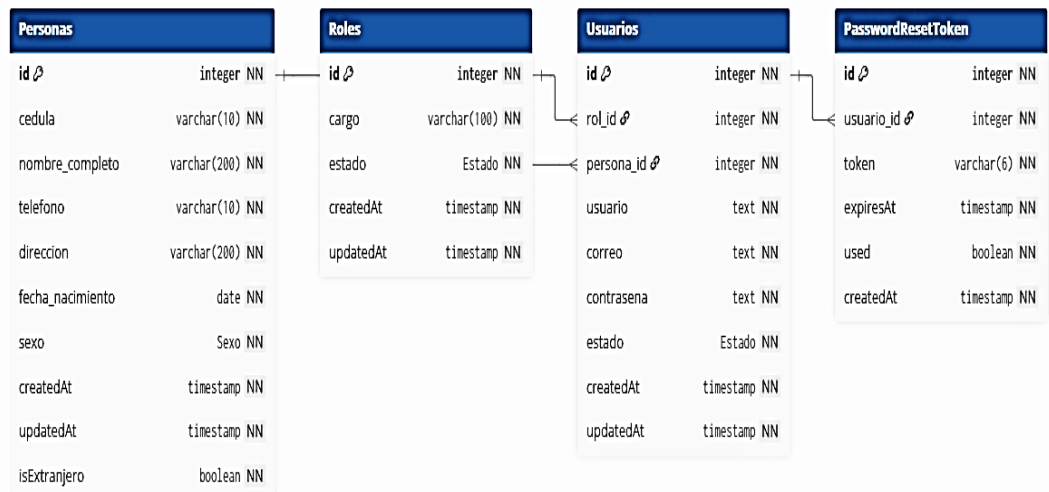 Personas
id integer NN
cedula varchar(10) NN
nombre_completo varchar(200) NN
telefono varchar(10) NN
direccion varchar(200) NN
fecha_nacimiento date NN
sexo Sexo NN
createdAt timestamp NN
updatedAt timestamp NN
isExtranjero boolean NN
Roles
id integer NN
cargo varchar(100) NN
estado Estado NN
createdAt timestamp NN
updatedAt timestamp NN
Usuarios
id integer NN
rol_id integer NN
persona_id integer NN
usuario text NN
correo text NN
contrasena text NN
estado Estado NN
createdAt timestamp NN
updatedAt timestamp NN
PasswordResetToken
id integer NN
usuario_id integer NN
token varchar(6) NN
expiresAt timestamp NN
used boolean NN
createdAt timestamp NN